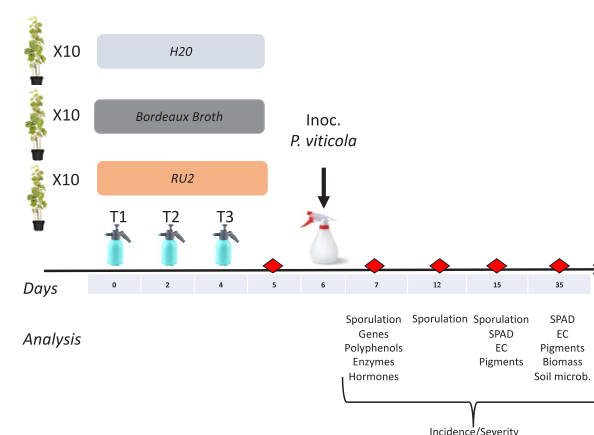 X10
H20
X10
Bordeaux Broth
X10
RU2
Inoc.
P. viticola
T1 T2 T3
Days 0 2 4 5 6 7 12 15 35
Analysis
Sporulation
Genes
Polyphenols
Enzymes
Hormones
Sporulation
Sporulation
SPAD
EC
Pigments
SPAD
EC
Pigments
Biomass
Soil microb.
Incidence/Severity